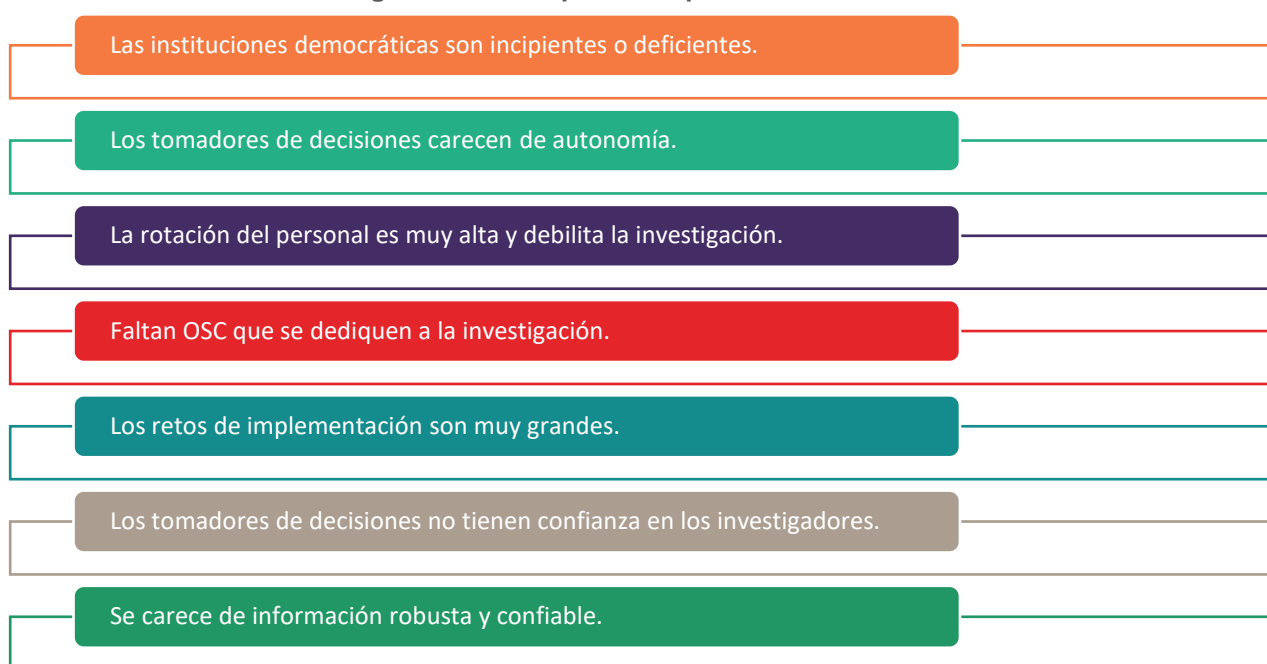 Las instituciones democráticas son incipientes o deficientes.
Los tomadores de decisiones carecen de autonomía.
La rotación del personal es muy alta y debilita la investigación.
Faltan OSC que se dediquen a la investigación.
Los retos de implementación son muy grandes.
Los tomadores de decisiones no tienen confianza en los investigadores.
Se carece de información robusta y confiable.